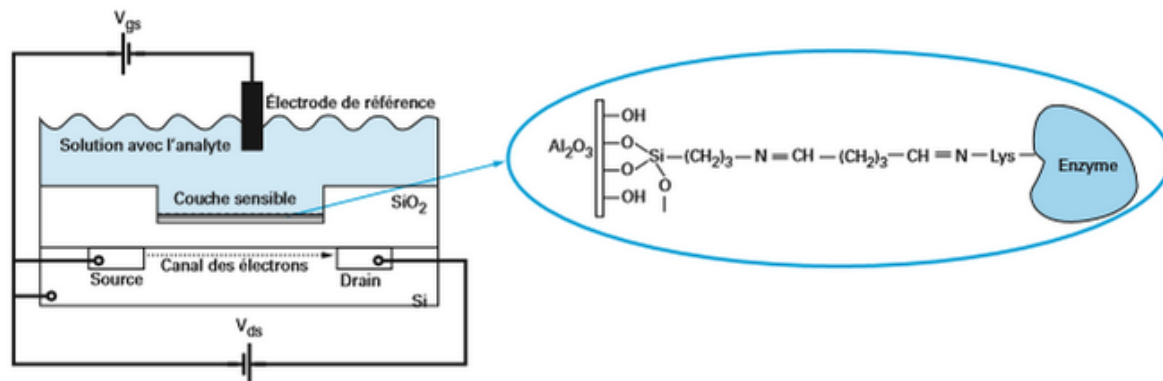 Vgs
Électrode de référence
Solution avec l'analyte
Couche sensible
SiO2
Canal des électrons
Source
Drain
Si
Vds
OH
Al2O3
O
O
Si—(CH2)3—N=CH—(CH2)3—CH=N—Lys
O
OH
Enzyme